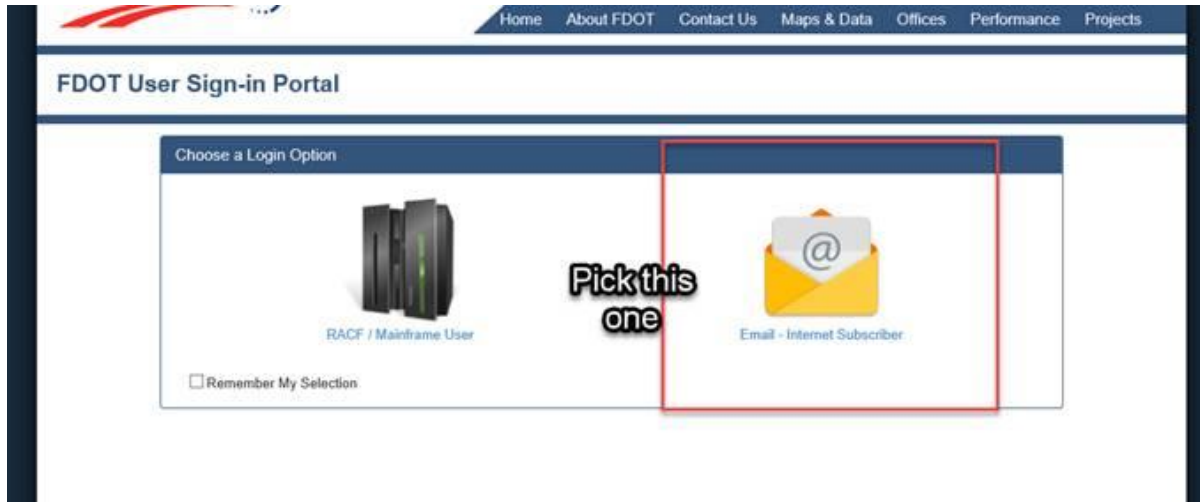 Home About FDOT Contact Us Maps & Data Offices Performance Projects
FDOT User Sign-in Portal
Choose a Login Option
@
Pick this
one
RACF / Mainframe User
Email - Internet Subscriber
Remember My Selection